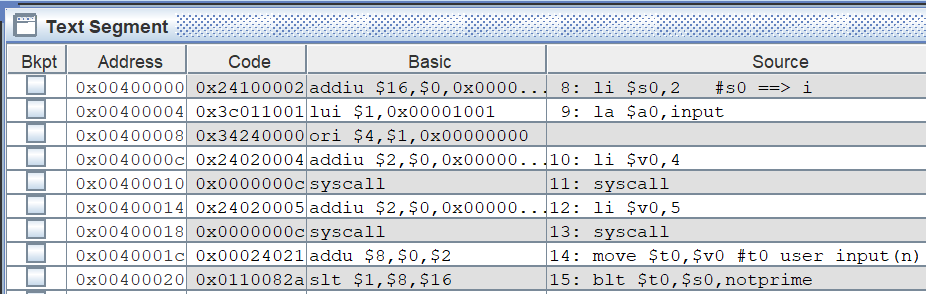 Text Segment
Bkpt Address Code Basic Source
0x00400000 0x24100002 addiu $16,$0,0x0000... 8: li $s0,2 #s0 ==> i
0x00400004 0x3c011001 lui $1,0x00001001 9: la $a0,input
0x00400008 0x34240000 ori $4,$1,0x00000000
0x0040000c 0x24020004 addiu $2,$0,0x00000... 10: li $v0,4
0x00400010 0x0000000c syscall 11: syscall
0x00400014 0x24020005 addiu $2,$0,0x00000... 12: li $v0,5
0x00400018 0x0000000c syscall 13: syscall
0x0040001c 0x00024021 addu $8,$0,$2 14: move $t0,$v0 #t0 user input(n)
0x00400020 0x0110082a slt $1,$8,$16 15: blt $t0,$s0,notprime